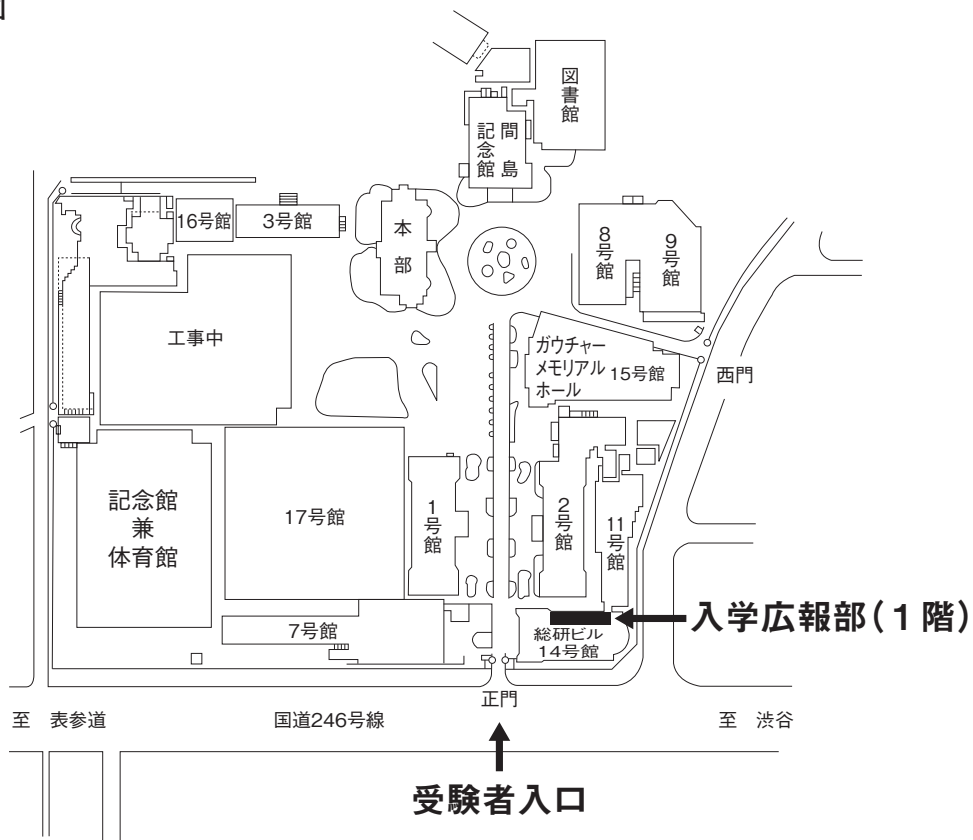 図書館
間島
記念館
16号館
3号館
本部
8号館
9号館
工事中
ガウチャー
メモリアル
ホール
15号館
西門
記念館
兼
体育館
17号館
1号館
2号館
11号館
入学広報部(1階)
7号館
総研ビル
14号館
正門
至 表参道
国道246号線
至 渋谷
受験者入口